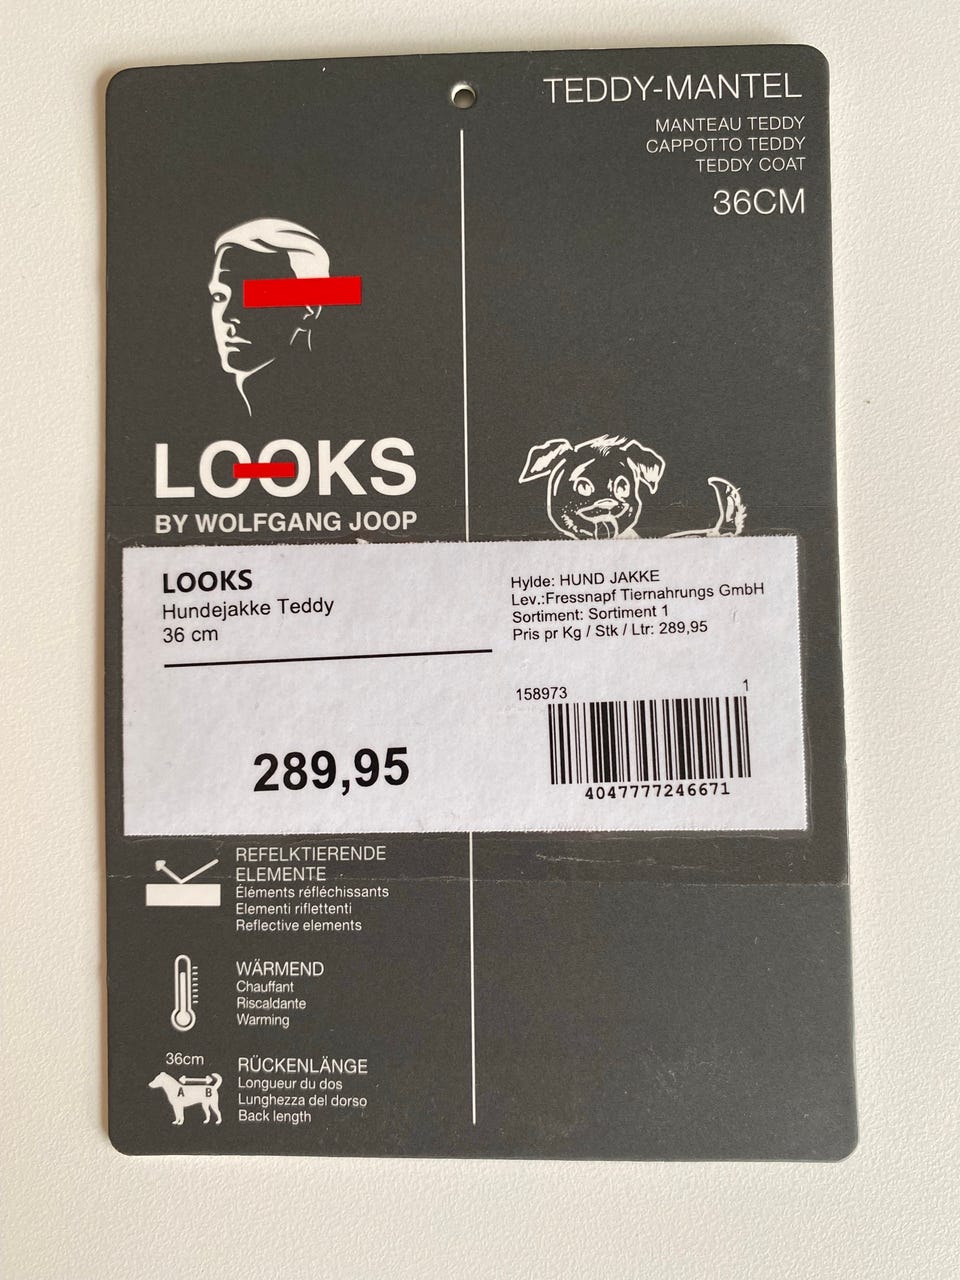 TEDDY-MANTEL
MANTEAU TEDDY
CAPPOTTO TEDDY
TEDDY COAT
36CM
LOOKS
BY WOLFGANG JOOP
LOOKS
Hundejakke Teddy
36 cm
289,95
Hylde: HUND JAKKE
Lev.:Fressnapf Tiernahrungs GmbH
Sortiment: Sortiment 1
Pris pr Kg / Stk / Ltr: 289,95
158973 1
4047777246671
REFELKTIERENDE
ELEMENTE
Éléments réfléchissants
Elementi riflettenti
Reflective elements
WÄRMEND
Chauffant
Riscaldante
Warming
36cm
A B
RÜCKENLÄNGE
Longueur du dos
Lunghezza del dorso
Back length